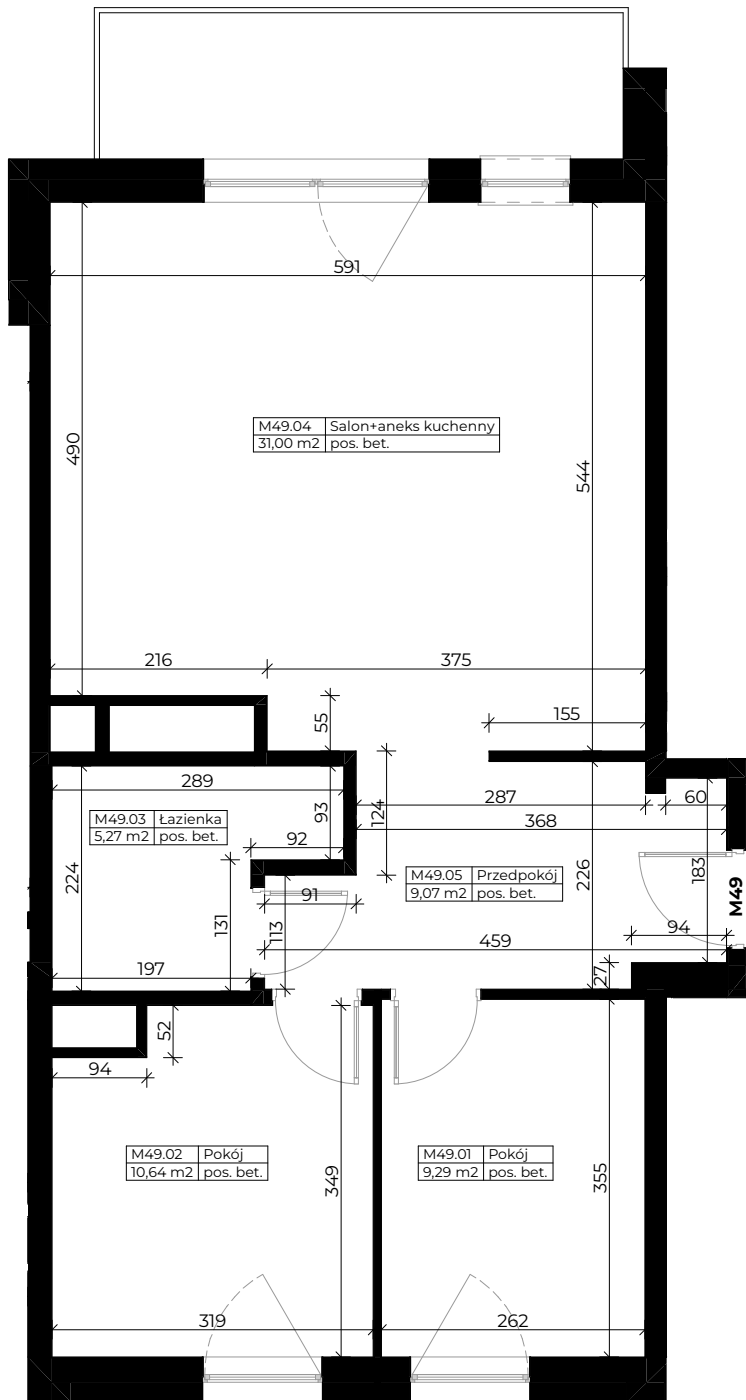 591
490
544
M49.04 Salon+aneks kuchenny
31,00 m2 pos. bet.
216
375
55
155
289
93
124
287
60
368
M49.03 Łazienka
5,27 m2 pos. bet.
92
224
M49.05 Przedpokój
9,07 m2 pos. bet.
226
183
M49
91
131
113
94
459
197
27
52
94
M49.02 Pokój
10,64 m2 pos. bet.
M49.01 Pokój
9,29 m2 pos. bet.
349
355
319
262